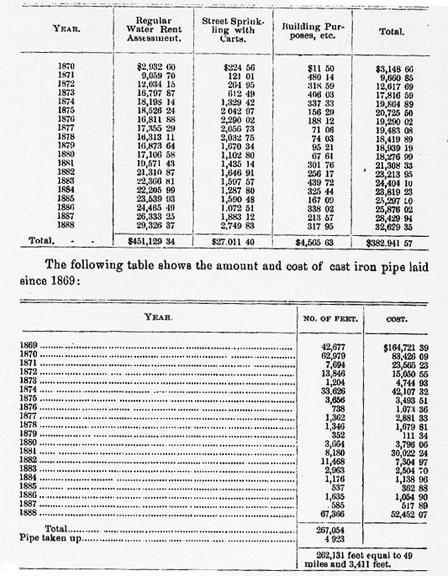 YEAR. Regular Water Rent Assessment. Street Sprinkling with Carts. Building Purposes, etc. Total.
1870 $2,932 60 $224 56 $11 50 $3,148 66
1871 9,059 70 121 01 480 14 9,660 85
1872 12,034 15 264 95 318 59 12,617 69
1873 16,797 87 612 49 406 03 17,816 59
1874 18,198 14 1,329 42 337 33 19,864 89
1875 18,526 24 2 042 97 156 29 20,725 50
1876 16,811 88 2,290 02 188 12 19,290 02
1877 17,355 29 2,056 73 71 06 19,483 08
1878 16,313 11 2,032 75 74 03 18,419 89
1879 16,873 64 1,670 34 95 21 18,939 19
1880 17,106 58 1,102 80 67 61 18,276 99
1881 19,571 43 1,435 14 301 76 21,308 33
1882 21,310 87 1,646 91 256 17 23,213 95
1883 22,366 81 1,597 57 439 72 24,404 10
1884 22,205 99 1,287 80 325 44 23,819 23
1885 23,539 93 1,590 48 167 09 25,297 50
1886 24,465 49 1.072 51 338 02 25,876 02
1887 26,333 25 1,883 12 213 57 28,429 94
1888 29,326 37 2,749 83 317 95 32,629 35
Total, - - $451,129 34 $27.011 40 $4,565 63 $382.941 57
The following table shows the amount and cost of cast iron pipe laid
since 1869:
YEAR. NO. OF FEET. COST.
1869 42,677 $164,721 39
1870 62,979 83,426 09
1871 7,694 23,565 23
1872 13,846 15,050 55
1873 1,204 4,744 93
1874 33,626 42,107 32
1875 3,656 3,493 51
1876 738 1,073 36
1877 1,362 2,881 33
1878 1,346 1,679 81
1879 352 111 34
1880 3,664 3,796 06
1881 8,180 30,022 24
1882 11,468 7,304 97
1883 2,963 2,504 70
1884 1,176 1,138 96
1885 537 362 88
1886 1,635 1,054 90
1887 585 517 89
1888 67,366 52,452 07
Total 267,054
Pipe taken up 4 923
262,131 feet equal to 49
miles and 3,411 feet.